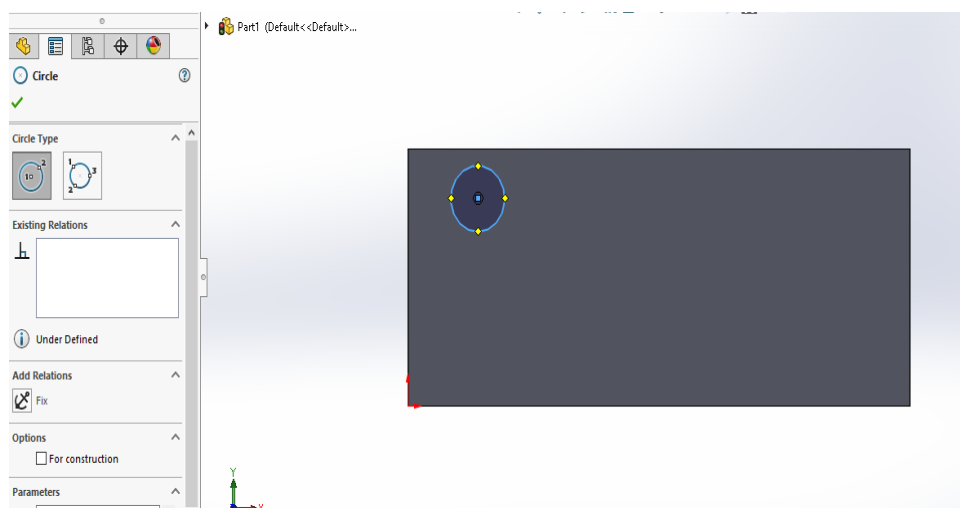 Part1 (Default<<Default>...
Circle
Circle Type
Existing Relations
Under Defined
Add Relations
Fix
Options
For construction
Parameters
Y
X